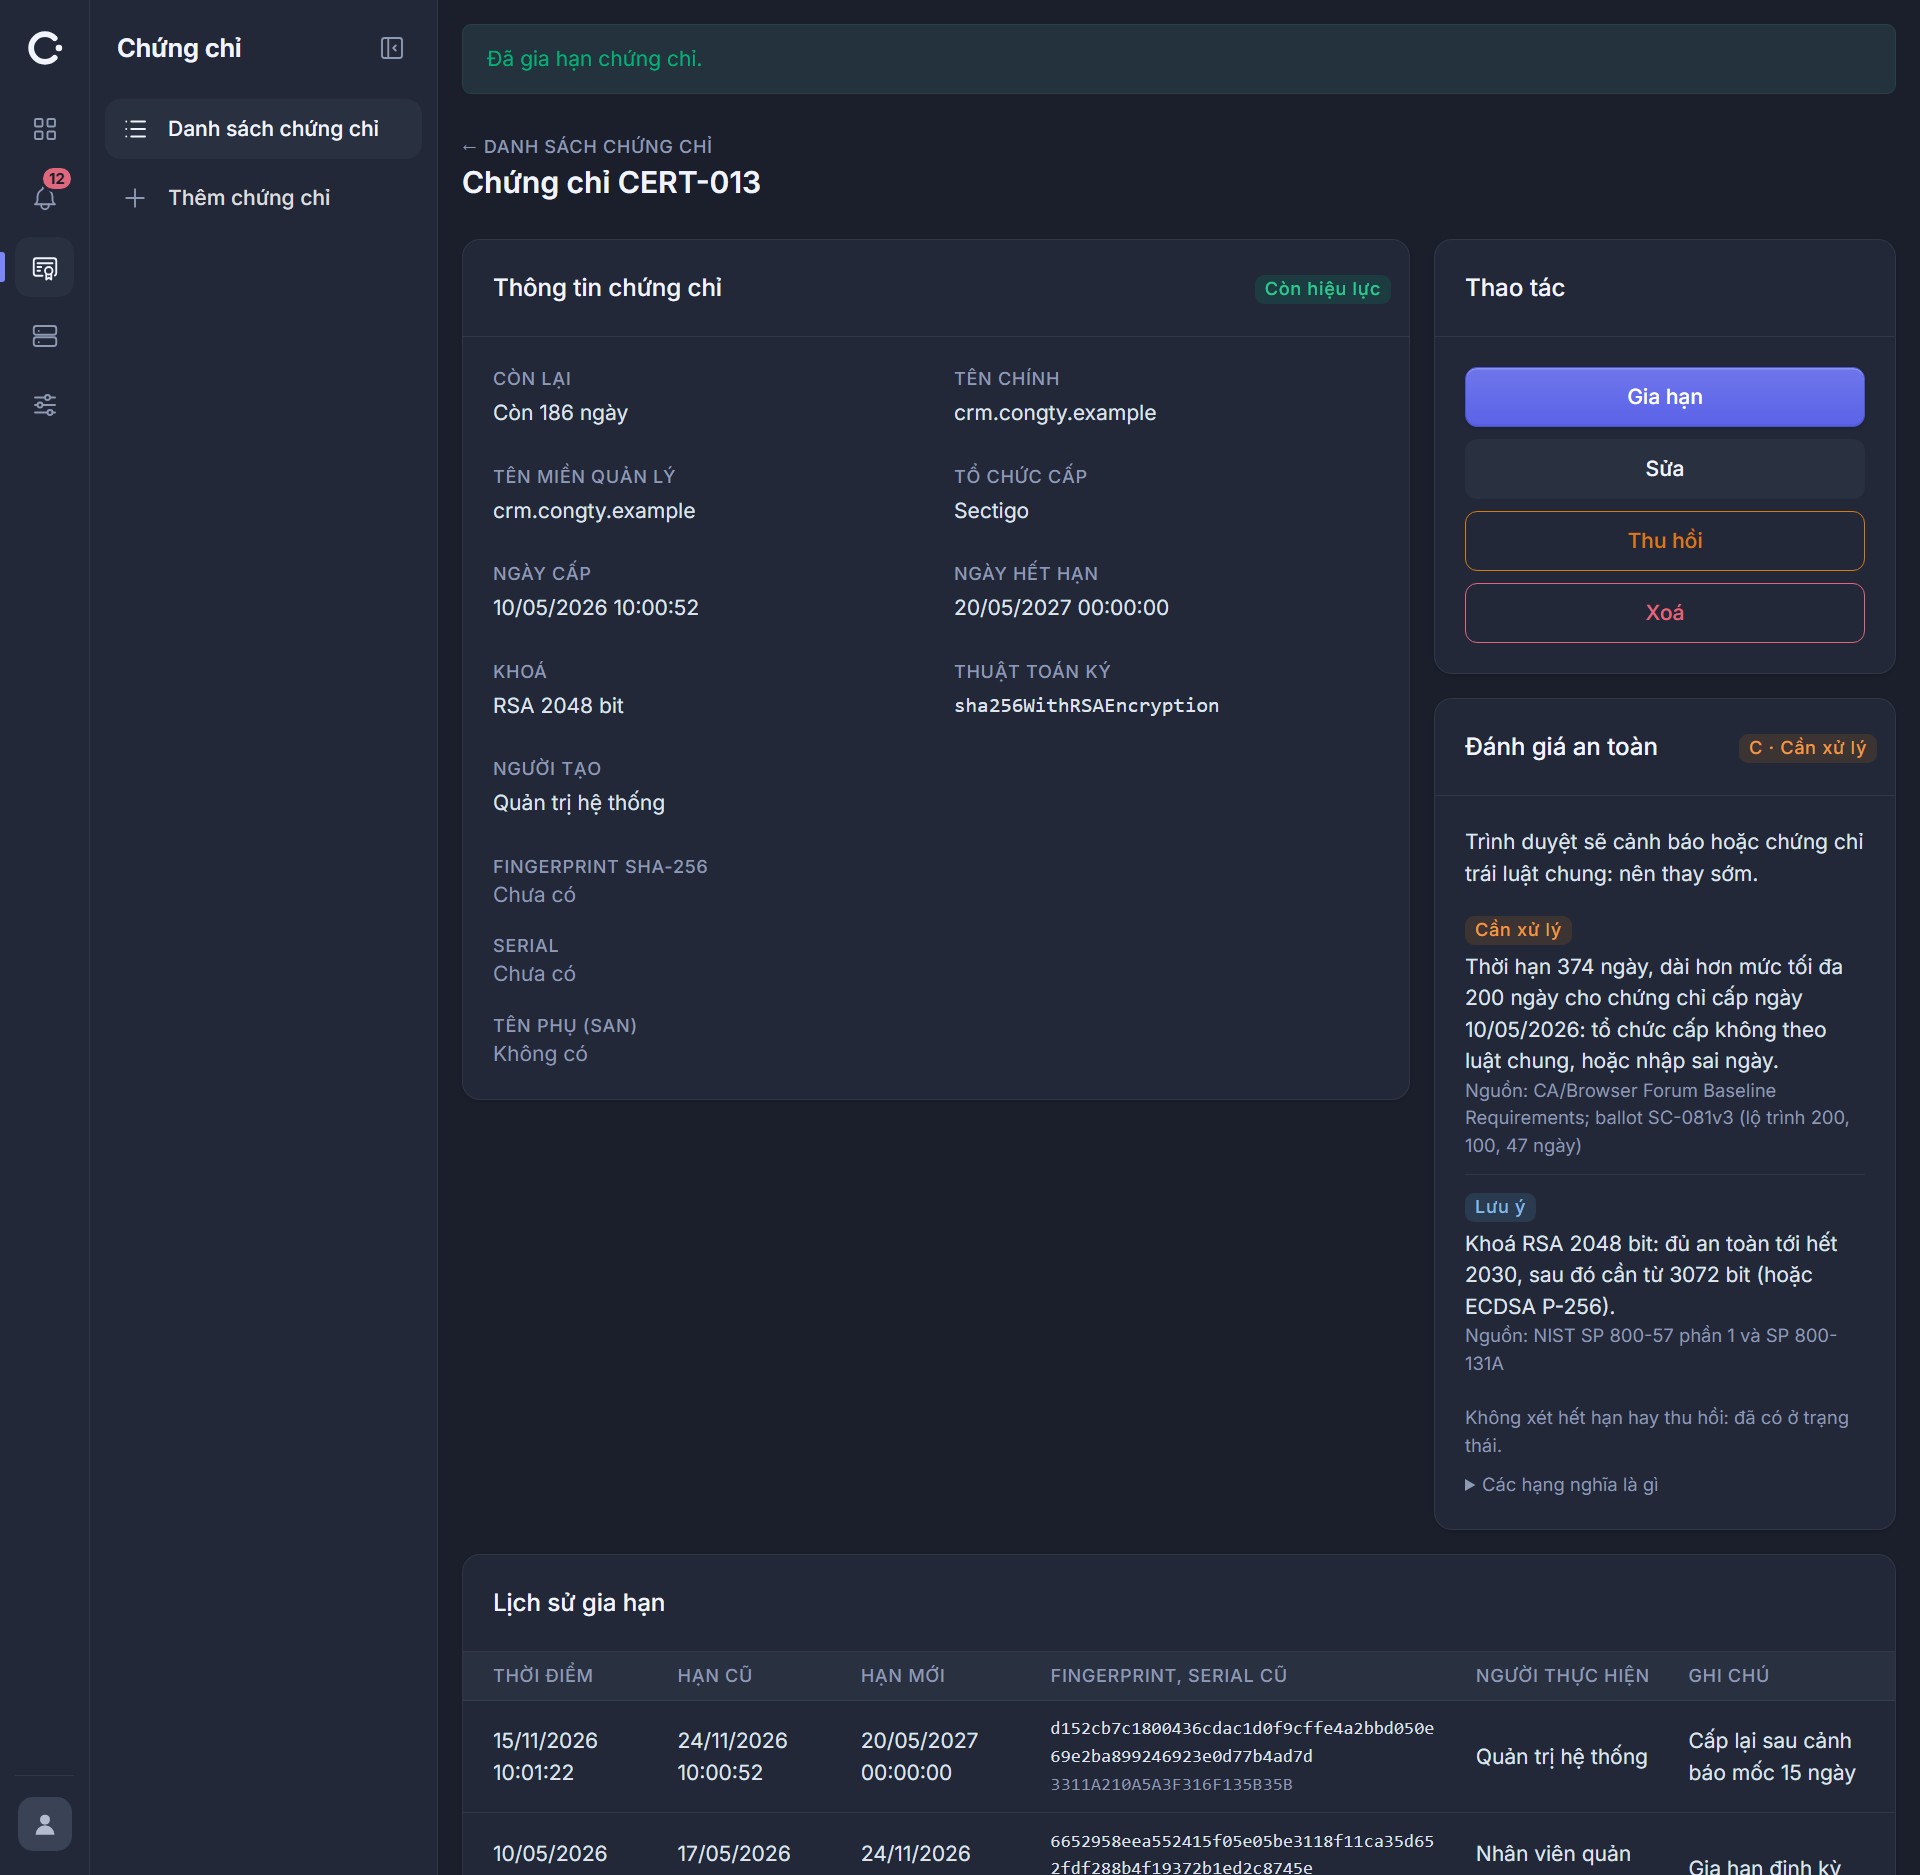 Chứng chỉ
12
Danh sách chứng chỉ
Thêm chứng chỉ
Đã gia hạn chứng chỉ.
← DANH SÁCH CHỨNG CHỈ
Chứng chỉ CERT-013
Thông tin chứng chỉ
Còn hiệu lực
CÒN LẠI
Còn 186 ngày
TÊN CHÍNH
crm.congty.example
TÊN MIỀN QUẢN LÝ
crm.congty.example
TỔ CHỨC CẤP
Sectigo
NGÀY CẤP
10/05/2026 10:00:52
NGÀY HẾT HẠN
20/05/2027 00:00:00
KHOÁ
RSA 2048 bit
THUẬT TOÁN KÝ
sha256WithRSAEncryption
NGƯỜI TẠO
Quản trị hệ thống
FINGERPRINT SHA-256
Chưa có
SERIAL
Chưa có
TÊN PHỤ (SAN)
Không có
Thao tác
Gia hạn
Sửa
Thu hồi
Xoá
Đánh giá an toàn
C · Cần xử lý
Trình duyệt sẽ cảnh báo hoặc chứng chỉ
trái luật chung: nên thay sớm.
Cần xử lý
Thời hạn 374 ngày, dài hơn mức tối đa
200 ngày cho chứng chỉ cấp ngày
10/05/2026: tổ chức cấp không theo
luật chung, hoặc nhập sai ngày.
Nguồn: CA/Browser Forum Baseline
Requirements; ballot SC-081v3 (lộ trình 200,
100, 47 ngày)
Lưu ý
Khoá RSA 2048 bit: đủ an toàn tới hết
2030, sau đó cần từ 3072 bit (hoặc
ECDSA P-256).
Nguồn: NIST SP 800-57 phần 1 và SP 800-
131A
Không xét hết hạn hay thu hồi: đã có ở trạng
thái.
▶ Các hạng nghĩa là gì
Lịch sử gia hạn
THỜI ĐIỂM HẠN CŨ HẠN MỚI FINGERPRINT, SERIAL CŨ NGƯỜI THỰC HIỆN GHI CHÚ
15/11/2026
10:01:22
24/11/2026
10:00:52
20/05/2027
00:00:00
d152cb7c1800436cdac1d0f9cffe4a2bbd050e
69e2ba899246923e0d77b4ad7d
3311A210A5A3F316F135B35B
Quản trị hệ thống
Cấp lại sau cảnh
báo mốc 15 ngày
10/05/2026
17/05/2026
24/11/2026
6652958eea552415f05e05be3118f11ca35d65
2fdf288b4f19372b1ed2c8745e
Nhân viên quản
Gia hạn định kỳ